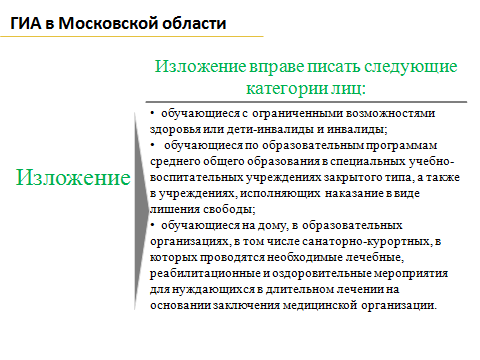 ГИА в Московской области
Изложение вправе писать следующие
категории лиц:
Изложение
• обучающиеся с ограниченными возможностями
здоровья или дети-инвалиды и инвалиды;
• обучающиеся по образовательным программам
среднего общего образования в специальных учебно-
воспитательных учреждениях закрытого типа, а также
в учреждениях, исполняющих наказание в виде
лишения свободы;
• обучающиеся на дому, в образовательных
организациях, в том числе санаторно-курортных, в
которых проводятся необходимые лечебные,
реабилитационные и оздоровительные мероприятия
для нуждающихся в длительном лечении на
основании заключения медицинской организации.